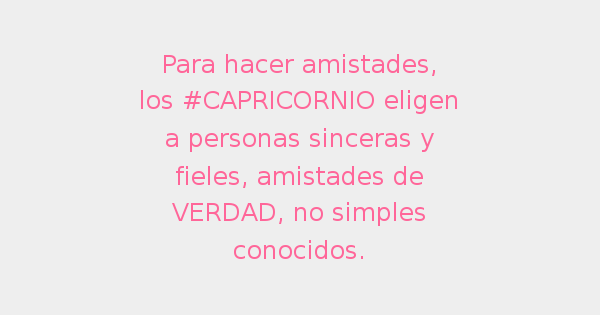 Para hacer amistades,
los #CAPRICORNIO eligen
a personas sinceras y
fieles, amistades de
VERDAD, no simples
conocidos.